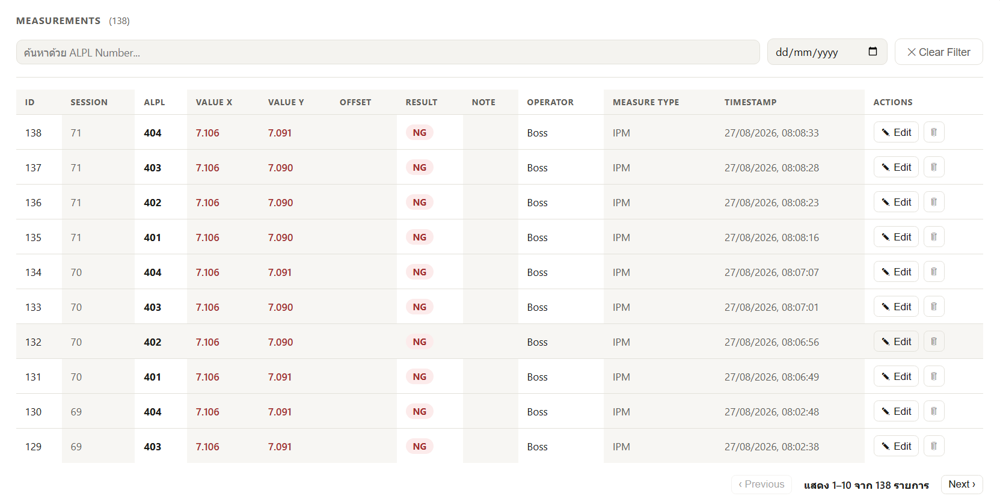 MEASUREMENTS (138)
ค้นหาด้วย ALPL Number...
dd/mm/yyyy
Clear Filter
ID SESSION ALPL VALUE X VALUE Y OFFSET RESULT NOTE OPERATOR MEASURE TYPE TIMESTAMP ACTIONS
138 71 404 7.106 7.091 NG Boss IPM 27/08/2026, 08:08:33 Edit
137 71 403 7.106 7.090 NG Boss IPM 27/08/2026, 08:08:28 Edit
136 71 402 7.106 7.090 NG Boss IPM 27/08/2026, 08:08:23 Edit
135 71 401 7.106 7.090 NG Boss IPM 27/08/2026, 08:08:16 Edit
134 70 404 7.106 7.091 NG Boss IPM 27/08/2026, 08:07:07 Edit
133 70 403 7.106 7.090 NG Boss IPM 27/08/2026, 08:07:01 Edit
132 70 402 7.106 7.090 NG Boss IPM 27/08/2026, 08:06:56 Edit
131 70 401 7.106 7.091 NG Boss IPM 27/08/2026, 08:06:49 Edit
130 69 404 7.106 7.091 NG Boss IPM 27/08/2026, 08:02:48 Edit
129 69 403 7.106 7.091 NG Boss IPM 27/08/2026, 08:02:38 Edit
‹ Previous แสดง 1–10 จาก 138 รายการ Next ›